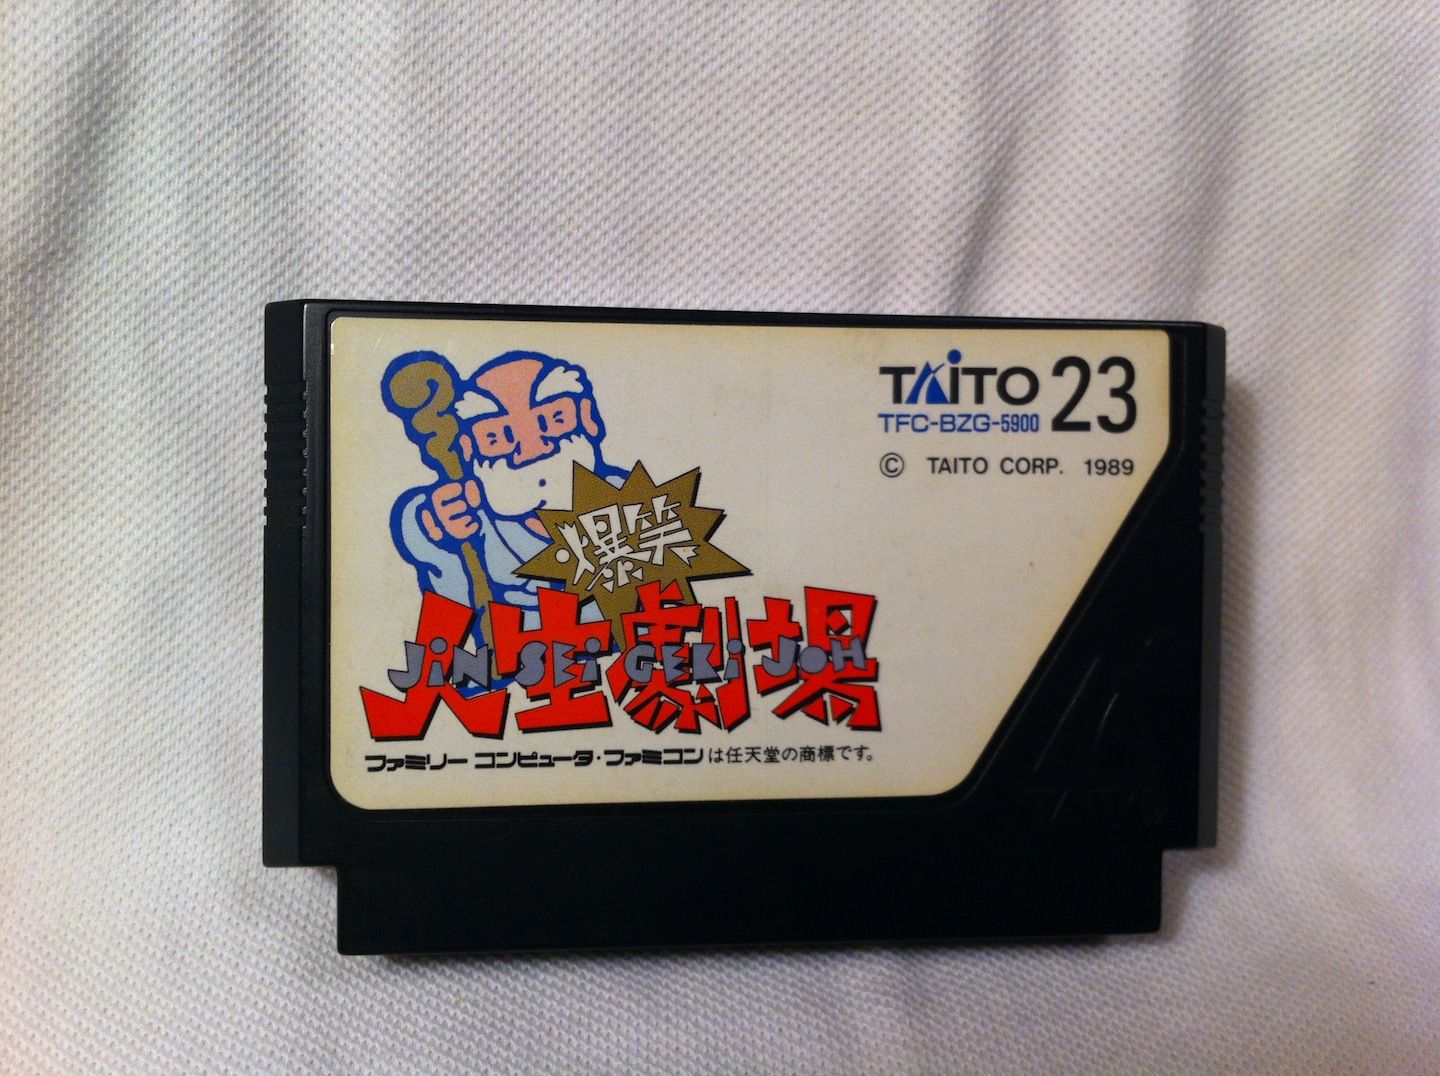 TAITO 23
TFC-BZG-5900
© TAITO CORP. 1989
爆笑
人生劇場
JIN SEI GEKI JOH
ファミリー コンピュータ・ファミコンは任天堂の商標です。